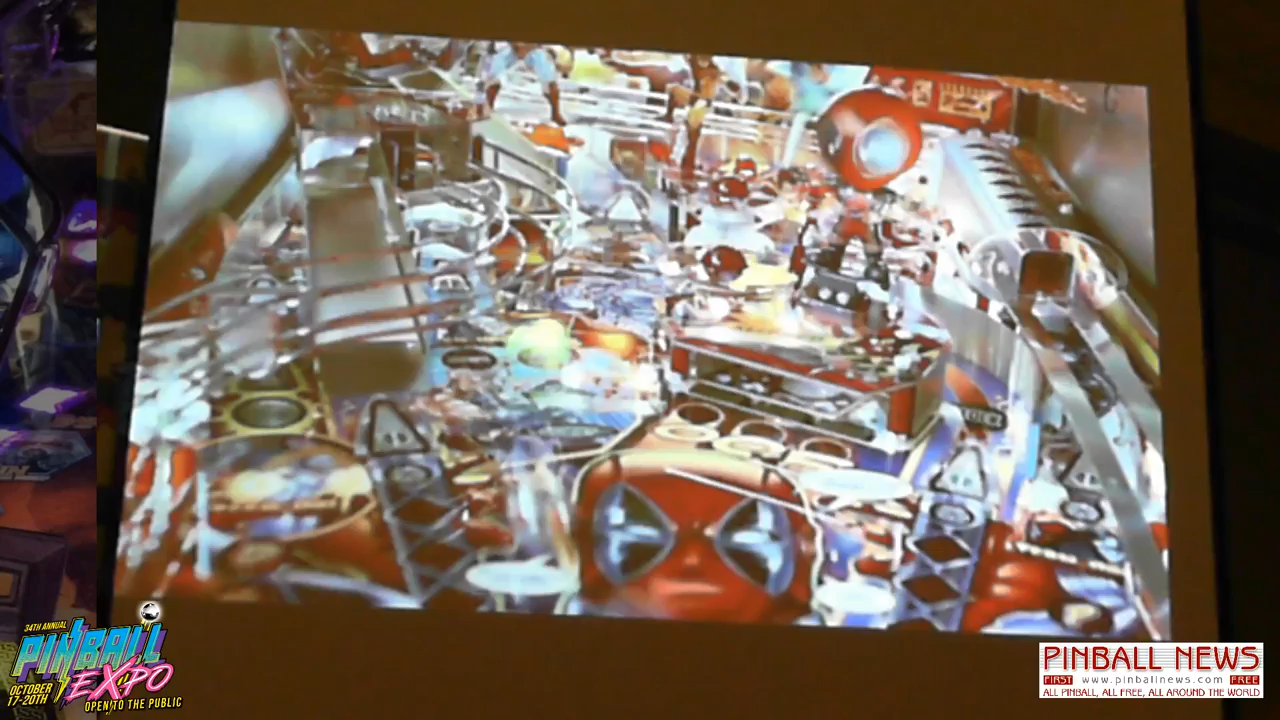 LOCK
34TH ANNUAL
PINBALL
EXPO
OCTOBER
17-20TH
OPEN TO THE PUBLIC
PINBALL NEWS
FIRST www.pinballnews.com FREE
ALL PINBALL, ALL FREE, ALL AROUND THE WORLD